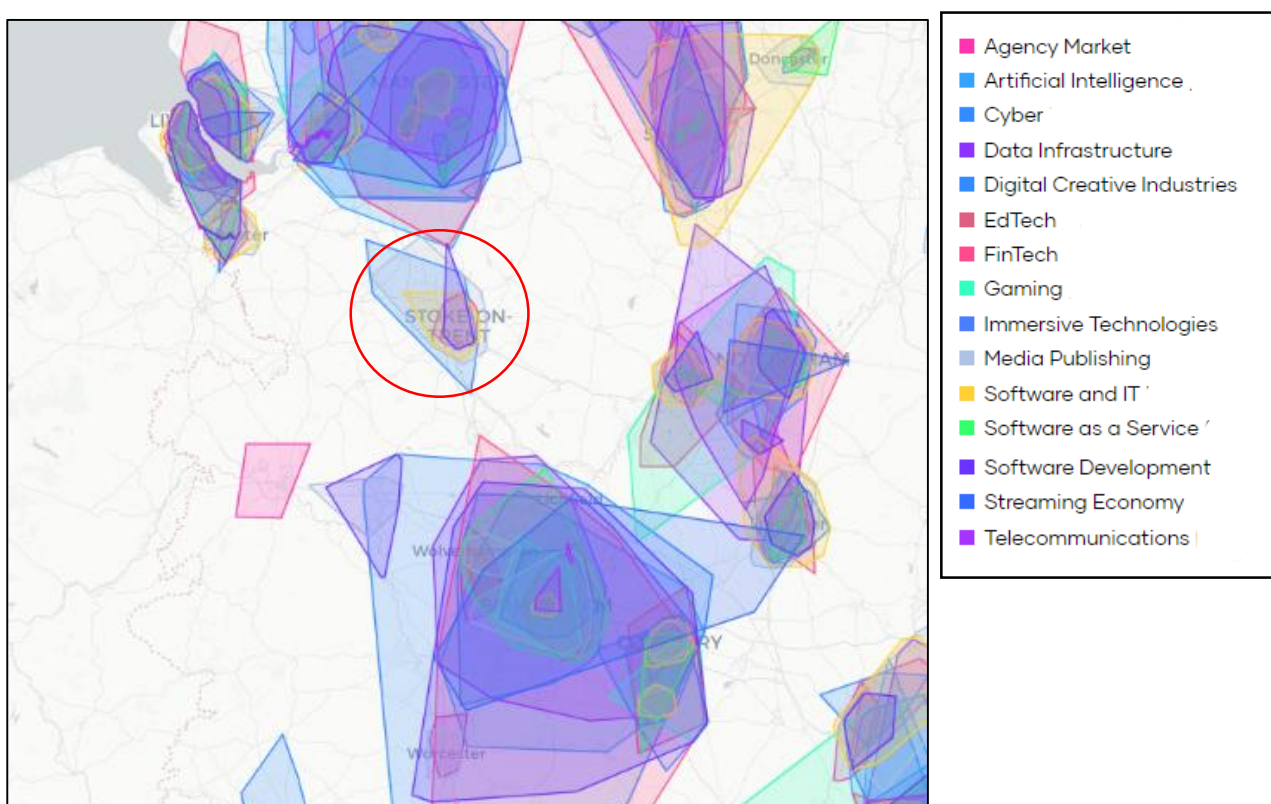 Doncaster
STOKE-ON-
TRENT
Lichfield
Worcester
Agency Market
Artificial Intelligence
Cyber
Data Infrastructure
Digital Creative Industries
EdTech
FinTech
Gaming
Immersive Technologies
Media Publishing
Software and IT
Software as a Service
Software Development
Streaming Economy
Telecommunications